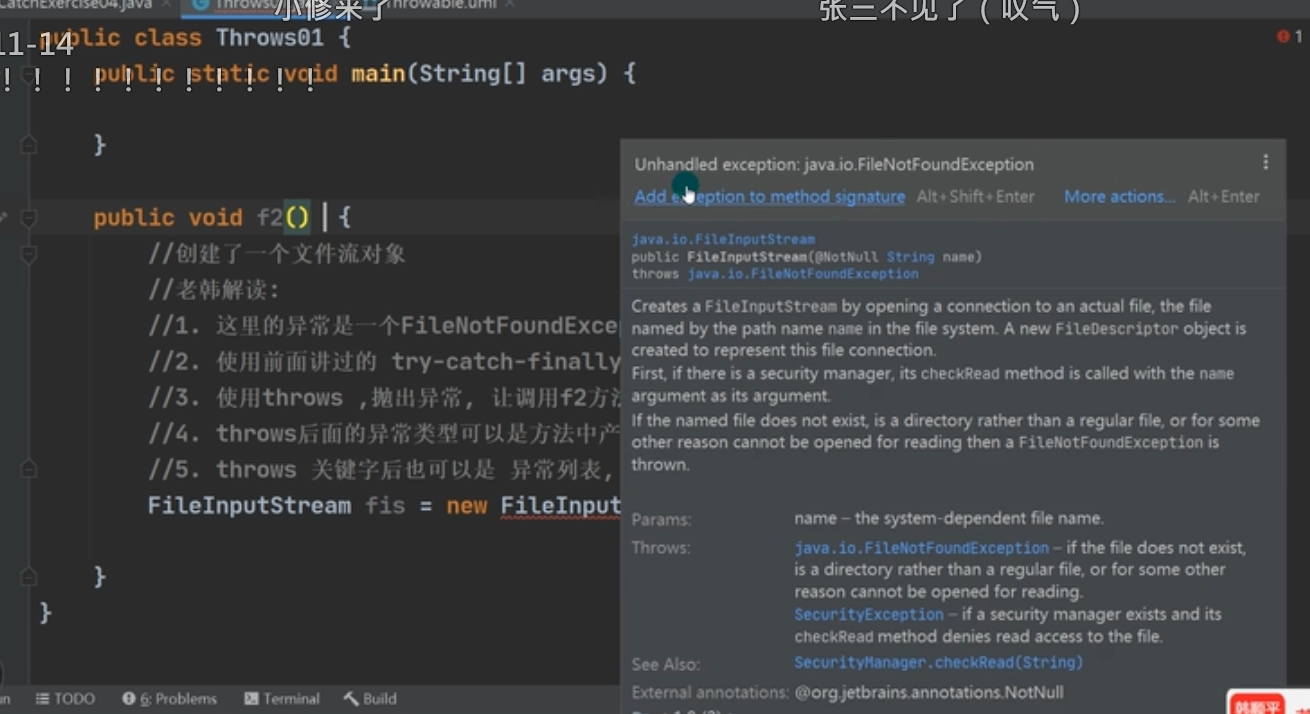 CatchExercise04.java Throws0 Throwable.uml
小修来了
张三不见了（叹气）
11-14
！！！！！！！！！！！
public class Throws01 {
1
public static void main(String[] args) {
}
public void f2() {
//创建了一个文件流对象
//老韩解读:
//1. 这里的异常是一个FileNotFoundExce
//2. 使用前面讲过的 try-catch-finally
//3. 使用throws ,抛出异常, 让调用f2方法
//4. throws后面的异常类型可以是方法中产
//5. throws 关键字后也可以是 异常列表,
FileInputStream fis = new FileInput
}
}
Unhandled exception: java.io.FileNotFoundException
Add exception to method signature Alt+Shift+Enter More actions... Alt+Enter
java.io.FileInputStream
public FileInputStream(@NotNull String name)
throws java.io.FileNotFoundException
Creates a FileInputStream by opening a connection to an actual file, the file
named by the path name name in the file system. A new FileDescriptor object is
created to represent this file connection.
First, if there is a security manager, its checkRead method is called with the name
argument as its argument.
If the named file does not exist, is a directory rather than a regular file, or for some
other reason cannot be opened for reading then a FileNotFoundException is
thrown.
Params: name – the system-dependent file name.
Throws: java.io.FileNotFoundException – if the file does not exist,
is a directory rather than a regular file, or for some other
reason cannot be opened for reading.
SecurityException – if a security manager exists and its
checkRead method denies read access to the file.
See Also: SecurityManager.checkRead(String)
External annotations: @org.jetbrains.annotations.NotNull
un TODO 6: Problems Terminal Build
韩顺平